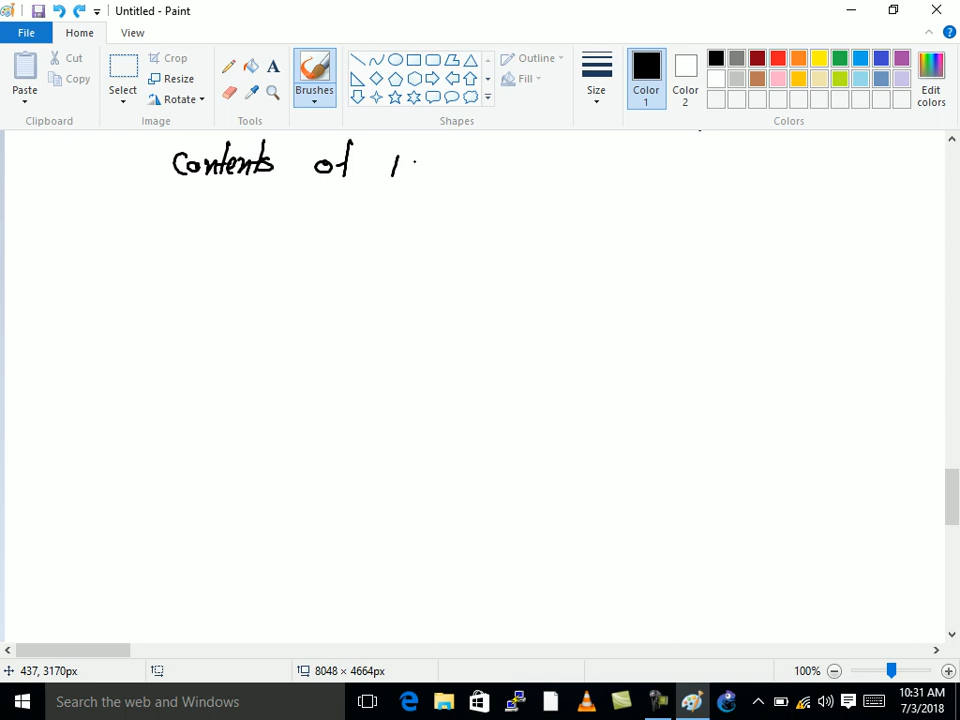 Untitled - Paint
File Home View
Paste
Cut
Copy
Clipboard
Select
Crop
Resize
Rotate
Image
Tools
Brushes
Shapes
Outline
Fill
Size
Color 1
Color 2
Edit colors
Colors
Contents of
437, 3170px
8048 × 4664px
100%
Search the web and Windows
10:31 AM
7/3/2018